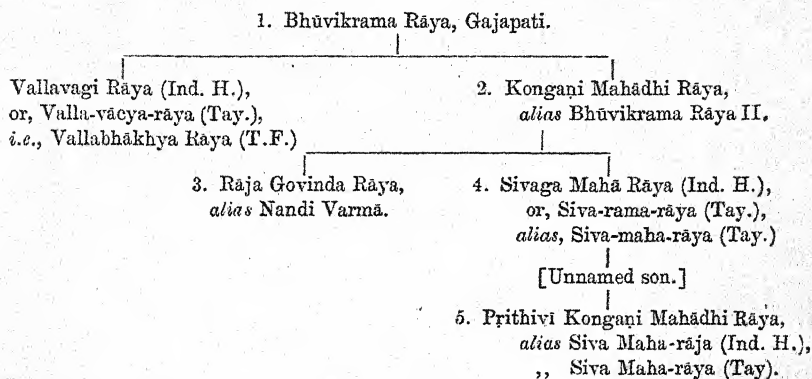 1. Bhūvikrama Rāya, Gajapati.
Vallavagi Rāya (Ind. H.),
or, Valla-vācya-rāya (Tay.),
i.e., Vallabhākhya Rāya (T.F.)
2. Kongaṇi Mahādhi Rāya,
alias Bhūvikrama Rāya II.
3. Rāja Govinda Rāya,
alias Nandi Varmā.
4. Sivaga Mahā Rāya (Ind. H.),
or, Siva-rama-rāya (Tay.),
alias, Siva-maha-rāya (Tay.)
[Unnamed son.]
5. Pṛithivī Kongaṇi Mahādhi Rāya,
alias Siva Maha-rāja (Ind. H.),
,, Siva Maha-rāya (Tay).